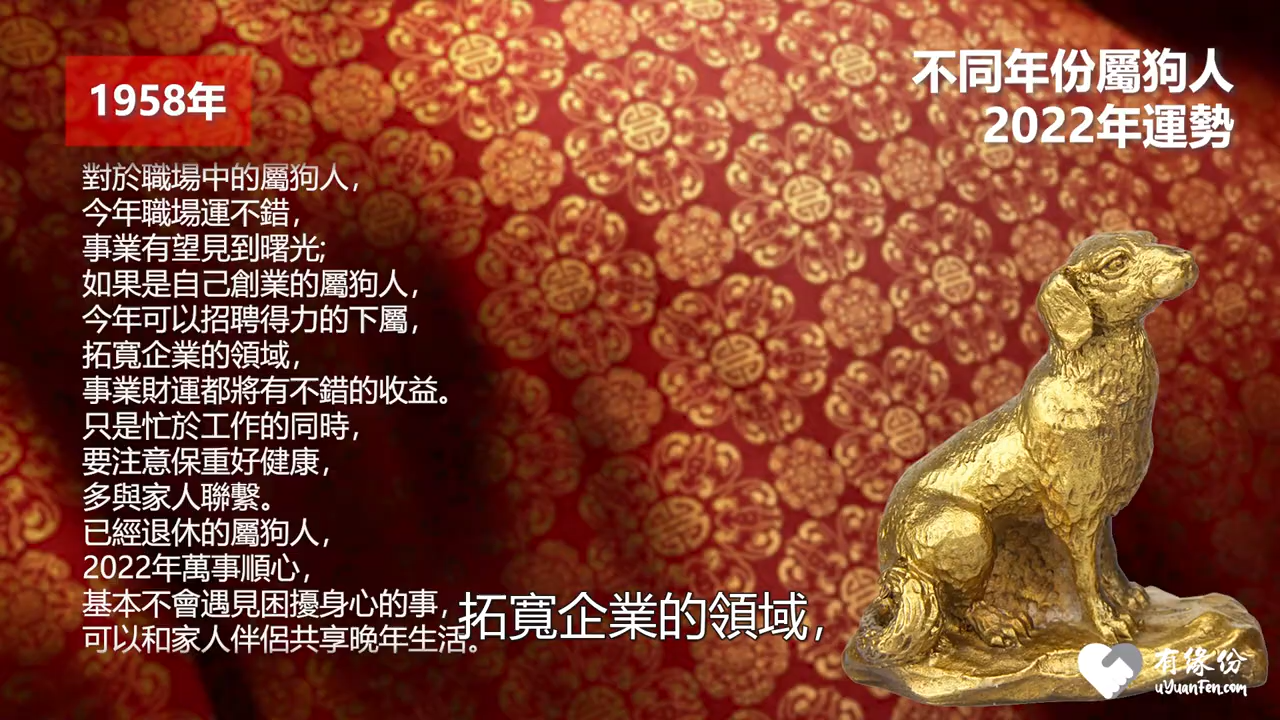 1958年
不同年份屬狗人
2022年運勢
對於職場中的屬狗人，
今年職場運不錯，
事業有望見到曙光;
如果是自己創業的屬狗人，
今年可以招聘得力的下屬，
拓寬企業的領域，
事業財運都將有不錯的收益。
只是忙於工作的同時，
要注意保重好健康，
多與家人聯繫。
已經退休的屬狗人，
2022年萬事順心，
基本不會遇見困擾身心的事，
可以和家人伴侶共享晚年生活。
拓寬企業的領域，
有緣份
uYuanFen.com